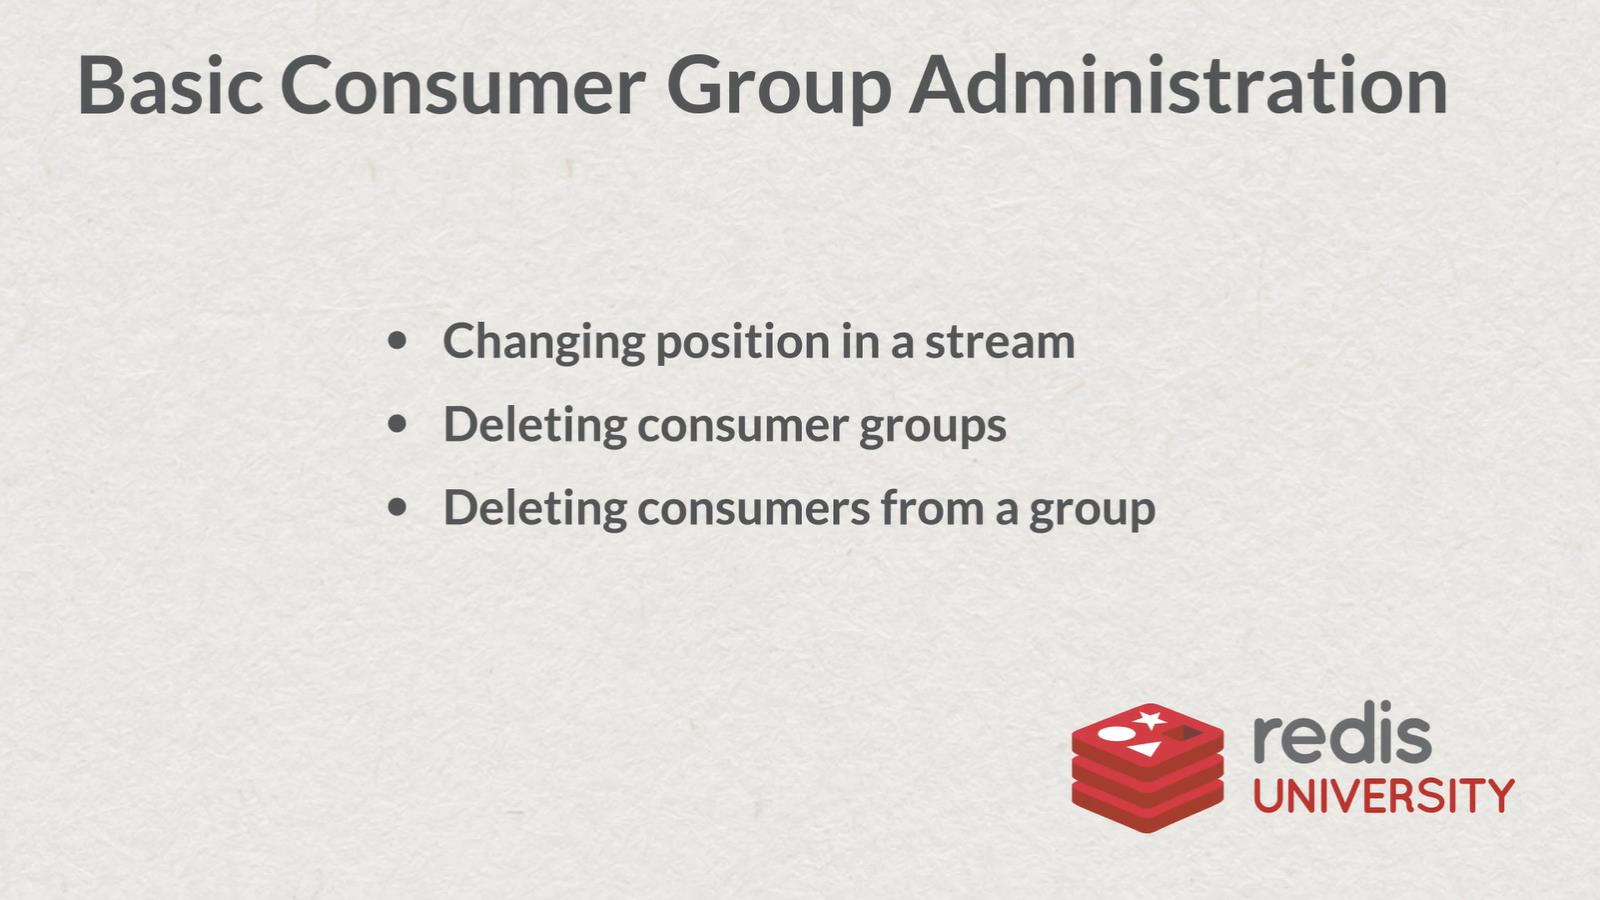 Basic Consumer Group Administration
• Changing position in a stream
• Deleting consumer groups
• Deleting consumers from a group
redis
UNIVERSITY